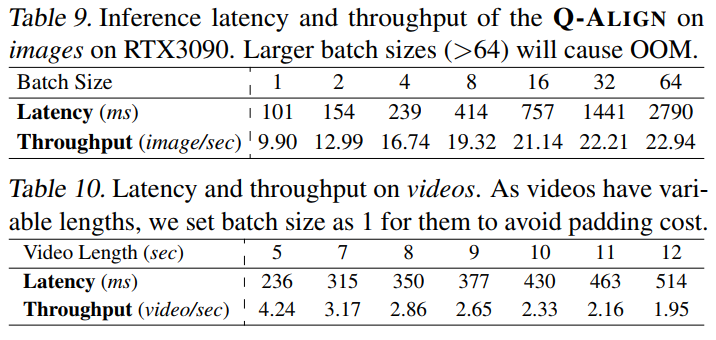 Table 9. Inference latency and throughput of the Q-ALIGN on
images on RTX3090. Larger batch sizes (>64) will cause OOM.
Batch Size 1 2 4 8 16 32 64
Latency (ms) 101 154 239 414 757 1441 2790
Throughput (image/sec) 9.90 12.99 16.74 19.32 21.14 22.21 22.94
Table 10. Latency and throughput on videos. As videos have vari-
able lengths, we set batch size as 1 for them to avoid padding cost.
Video Length (sec) 5 7 8 9 10 11 12
Latency (ms) 236 315 350 377 430 463 514
Throughput (video/sec) 4.24 3.17 2.86 2.65 2.33 2.16 1.95